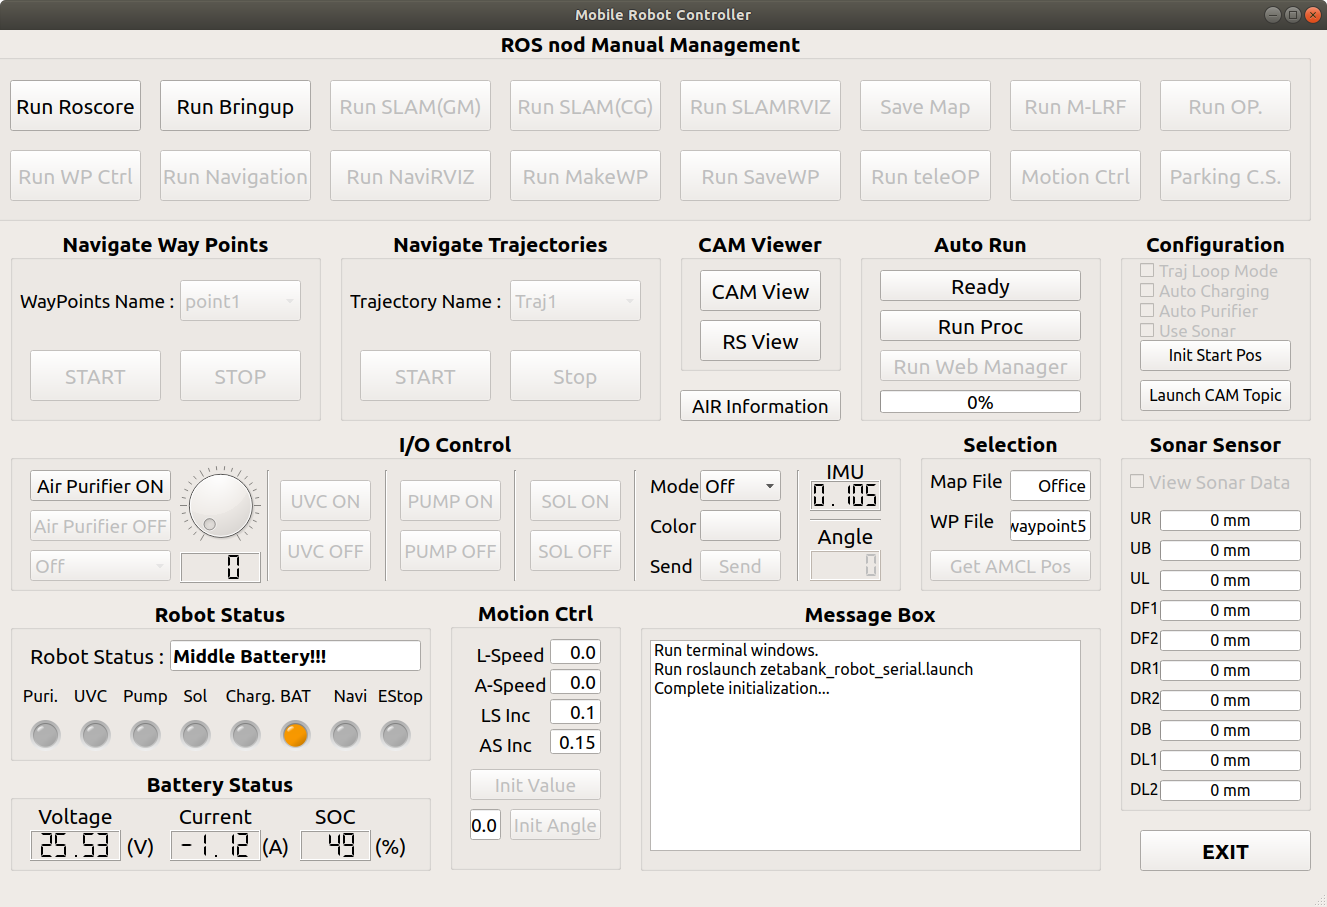 Mobile Robot Controller
ROS nod Manual Management
Run Roscore Run Bringup Run SLAM(GM) Run SLAM(CG) Run SLAMRVIZ Save Map Run M-LRF Run OP.
Run WP Ctrl Run Navigation Run NaviRVIZ Run MakeWP Run SaveWP Run teleOP Motion Ctrl Parking C.S.
Navigate Way Points
WayPoints Name : point1
START STOP
Navigate Trajectories
Trajectory Name : Traj1
START Stop
CAM Viewer
CAM View
RS View
AIR Information
Auto Run
Ready
Run Proc
Run Web Manager
0%
Configuration
Traj Loop Mode
Auto Charging
Auto Purifier
Use Sonar
Init Start Pos
Launch CAM Topic
I/O Control
Air Purifier ON
Air Purifier OFF
Off
0
UVC ON
UVC OFF
PUMP ON
PUMP OFF
SOL ON
SOL OFF
Mode Off
Color
Send Send
IMU
0.105
Angle
0
Selection
Map File Office
WP File waypoint5
Get AMCL Pos
Sonar Sensor
View Sonar Data
UR 0 mm
UB 0 mm
UL 0 mm
DF1 0 mm
DF2 0 mm
DR1 0 mm
DR2 0 mm
DB 0 mm
DL1 0 mm
DL2 0 mm
Robot Status
Robot Status : Middle Battery!!!
Puri. UVC Pump Sol Charg. BAT Navi EStop
Battery Status
Voltage Current SOC
25.53 (V) -1.12 (A) 49 (%)
Motion Ctrl
L-Speed 0.0
A-Speed 0.0
LS Inc 0.1
AS Inc 0.15
Init Value
0.0 Init Angle
Message Box
Run terminal windows.
Run roslaunch zetabank_robot_serial.launch
Complete initialization...
EXIT